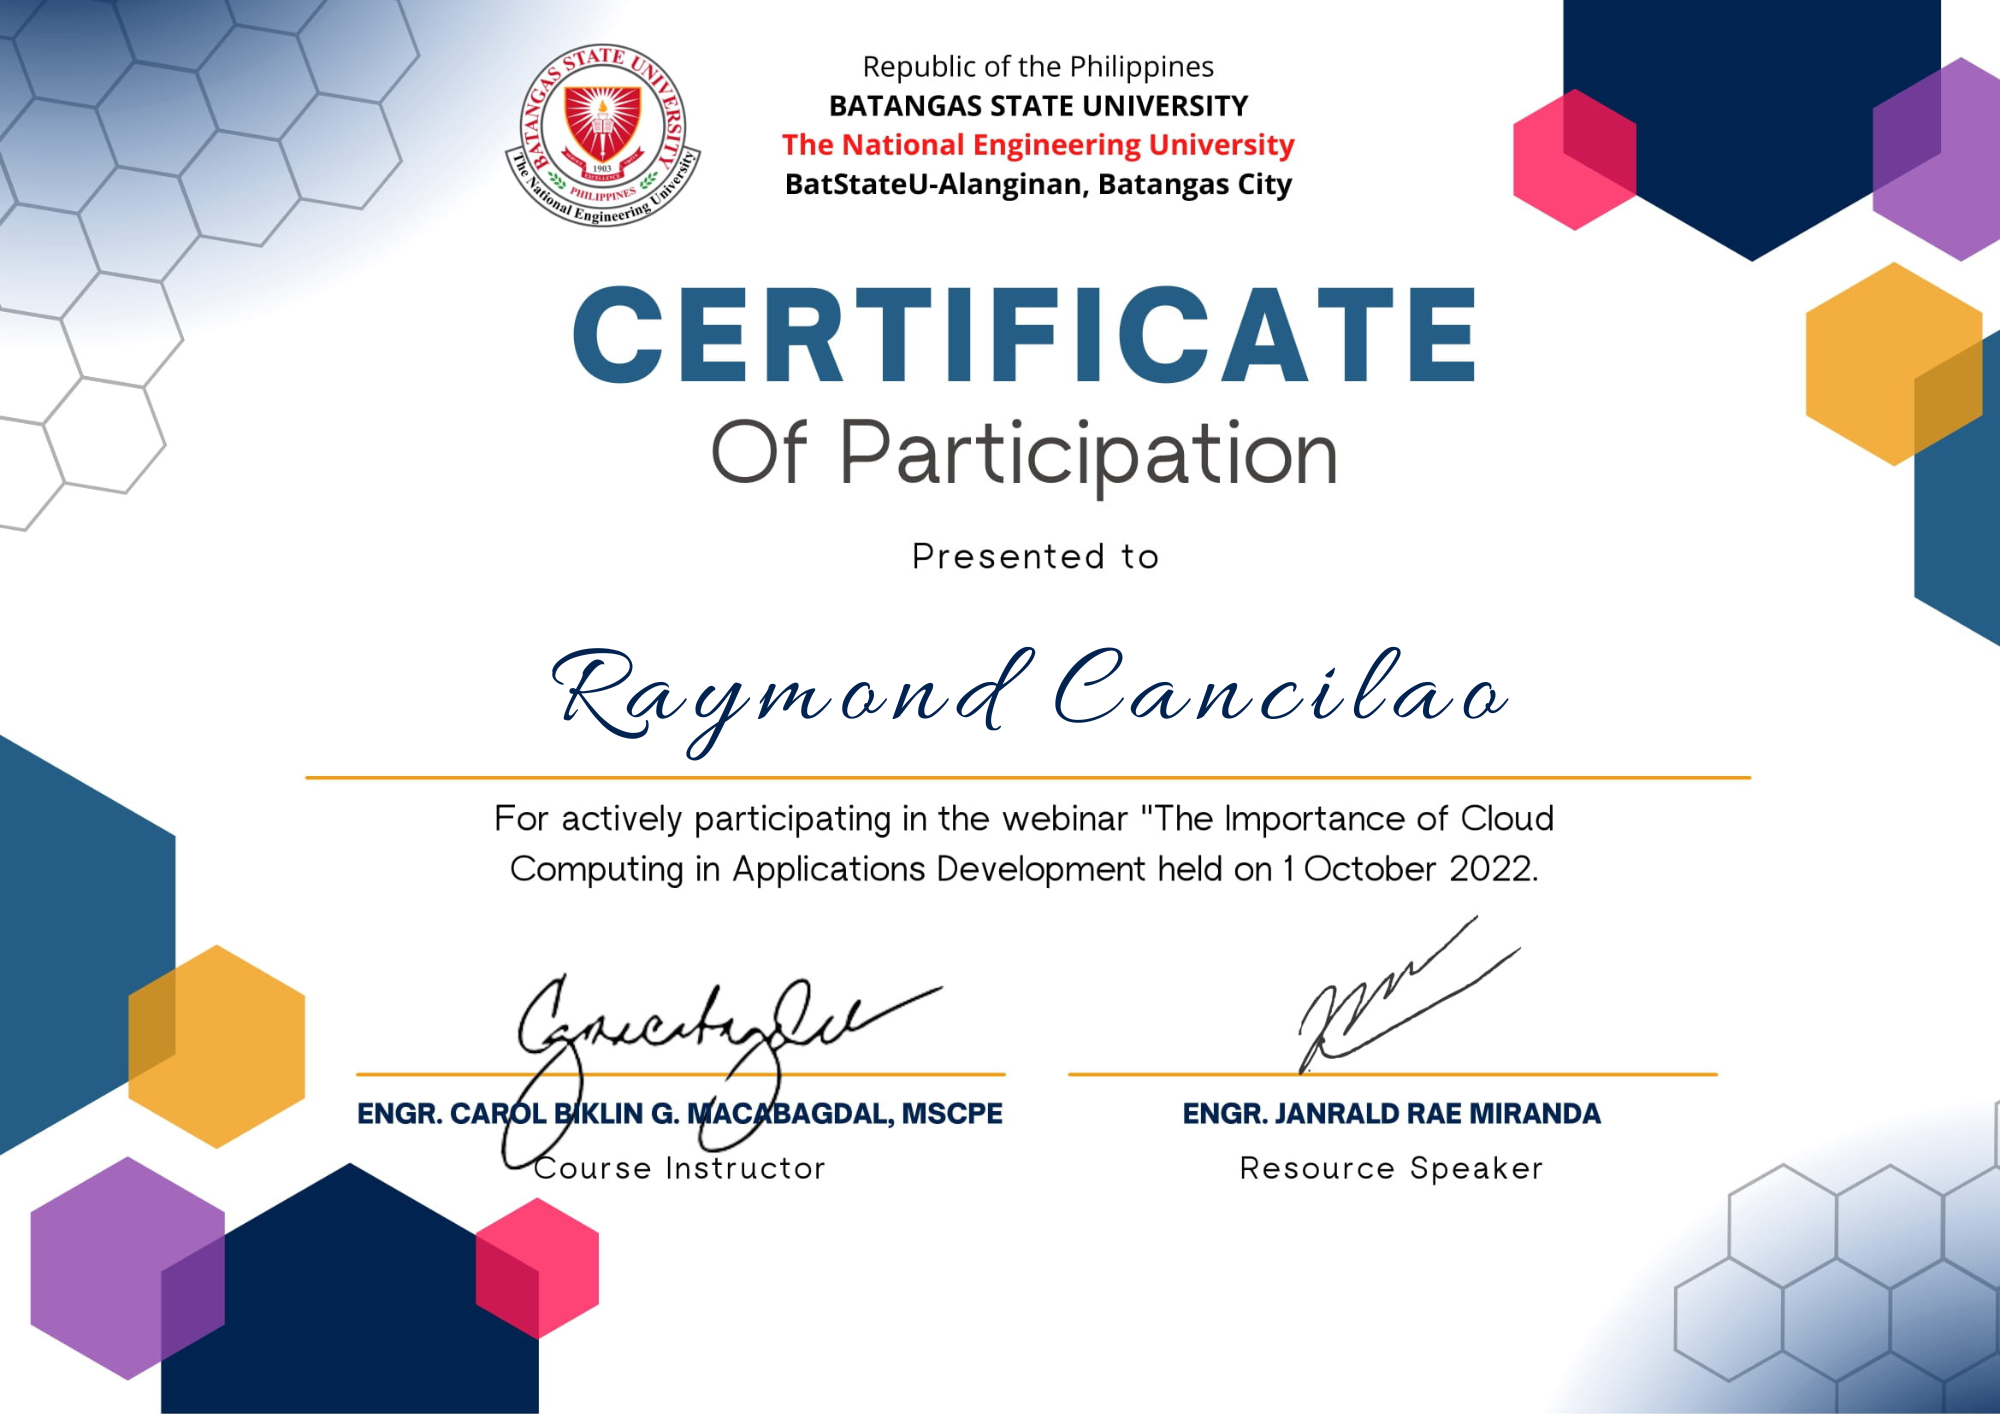 BATANGAS STATE UNIVERSITY
1903
EXCELLENCE
PHILIPPINES
The National Engineering University
Republic of the Philippines
BATANGAS STATE UNIVERSITY
The National Engineering University
BatStateU-Alanginan, Batangas City
CERTIFICATE
Of Participation
Presented to
Raymond Cancilao
For actively participating in the webinar "The Importance of Cloud
Computing in Applications Development held on 1 October 2022.
ENGR. CAROL BIKLIN G. MACABAGDAL, MSCPE
Course Instructor
ENGR. JANRALD RAE MIRANDA
Resource Speaker